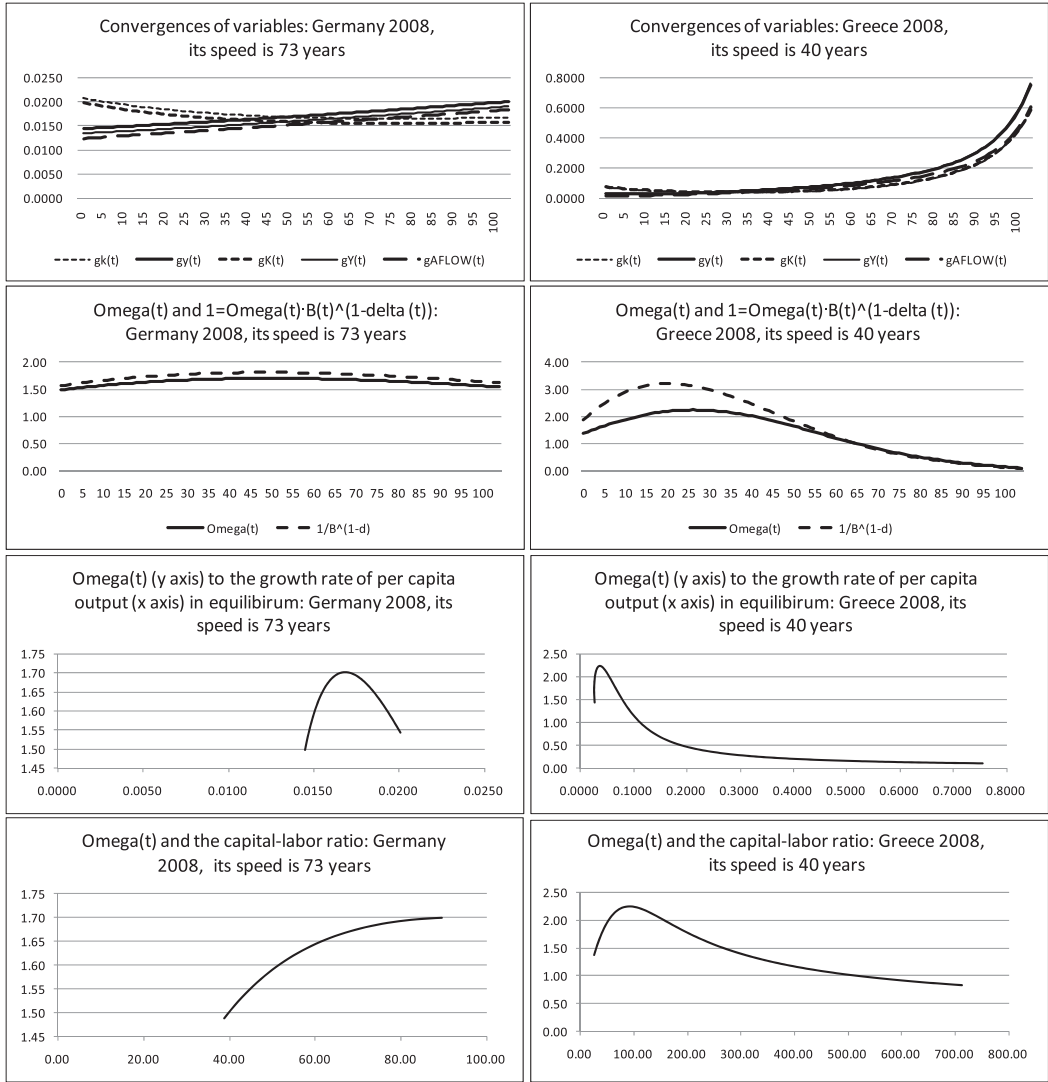 Convergences of variables: Germany 2008,
its speed is 73 years
0.0250
0.0200
0.0150
0.0100
0.0050
0.0000
0 5 10 15 20 25 30 35 40 45 50 55 60 65 70 75 80 85 90 95 100
gk(t) gy(t) gK(t) gY(t) gAFLOW(t)
Convergences of variables: Greece 2008,
its speed is 40 years
0.8000
0.6000
0.4000
0.2000
0.0000
0 5 10 15 20 25 30 35 40 45 50 55 60 65 70 75 80 85 90 95 100
gk(t) gy(t) gK(t) gY(t) gAFLOW(t)
Omega(t) and 1=Omega(t)·B(t)^(1-delta (t)):
Germany 2008, its speed is 73 years
2.00
1.50
1.00
0.50
0.00
0 5 10 15 20 25 30 35 40 45 50 55 60 65 70 75 80 85 90 95 100
Omega(t) 1/B^(1-d)
Omega(t) and 1=Omega(t)·B(t)^(1-delta (t)):
Greece 2008, its speed is 40 years
4.00
3.00
2.00
1.00
0.00
0 5 10 15 20 25 30 35 40 45 50 55 60 65 70 75 80 85 90 95 100
Omega(t) 1/B^(1-d)
Omega(t) (y axis) to the growth rate of per capita
output (x axis) in equilibirum: Germany 2008, its
speed is 73 years
1.75
1.70
1.65
1.60
1.55
1.50
1.45
0.0000 0.0050 0.0100 0.0150 0.0200 0.0250
Omega(t) (y axis) to the growth rate of per capita
output (x axis) in equilibirum: Greece 2008, its
speed is 40 years
2.50
2.00
1.50
1.00
0.50
0.00
0.0000 0.1000 0.2000 0.3000 0.4000 0.5000 0.6000 0.7000 0.8000
Omega(t) and the capital-labor ratio: Germany
2008, its speed is 73 years
1.75
1.70
1.65
1.60
1.55
1.50
1.45
0.00 20.00 40.00 60.00 80.00 100.00
Omega(t) and the capital-labor ratio: Greece 2008,
its speed is 40 years
2.50
2.00
1.50
1.00
0.50
0.00
0.00 100.00 200.00 300.00 400.00 500.00 600.00 700.00 800.00